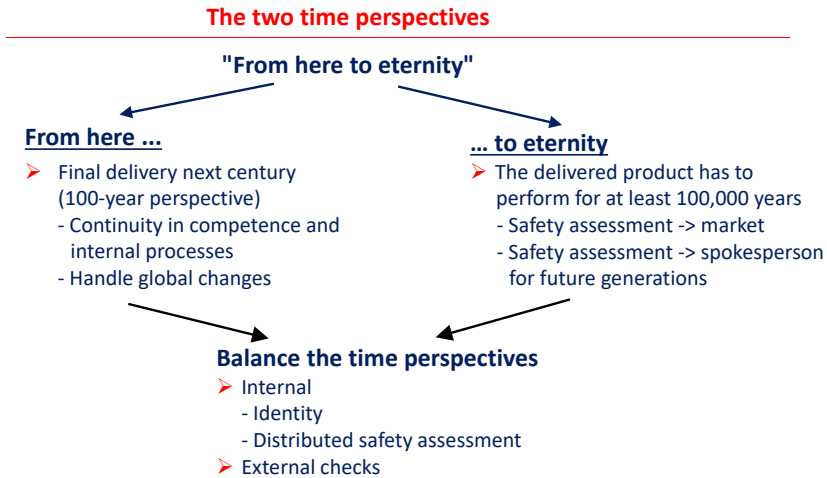 The two time perspectives
"From here to eternity"
From here ...
➢ Final delivery next century
(100-year perspective)
- Continuity in competence and
internal processes
- Handle global changes
... to eternity
➢ The delivered product has to
perform for at least 100,000 years
- Safety assessment -> market
- Safety assessment -> spokesperson
for future generations
Balance the time perspectives
➢ Internal
- Identity
- Distributed safety assessment
➢ External checks